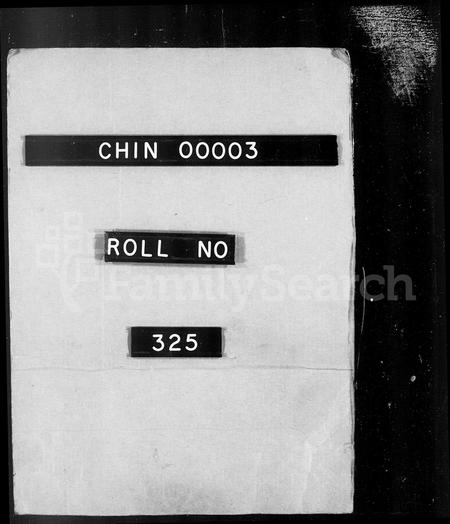 CHIN 00003
ROLL NO
FamilySearch
325